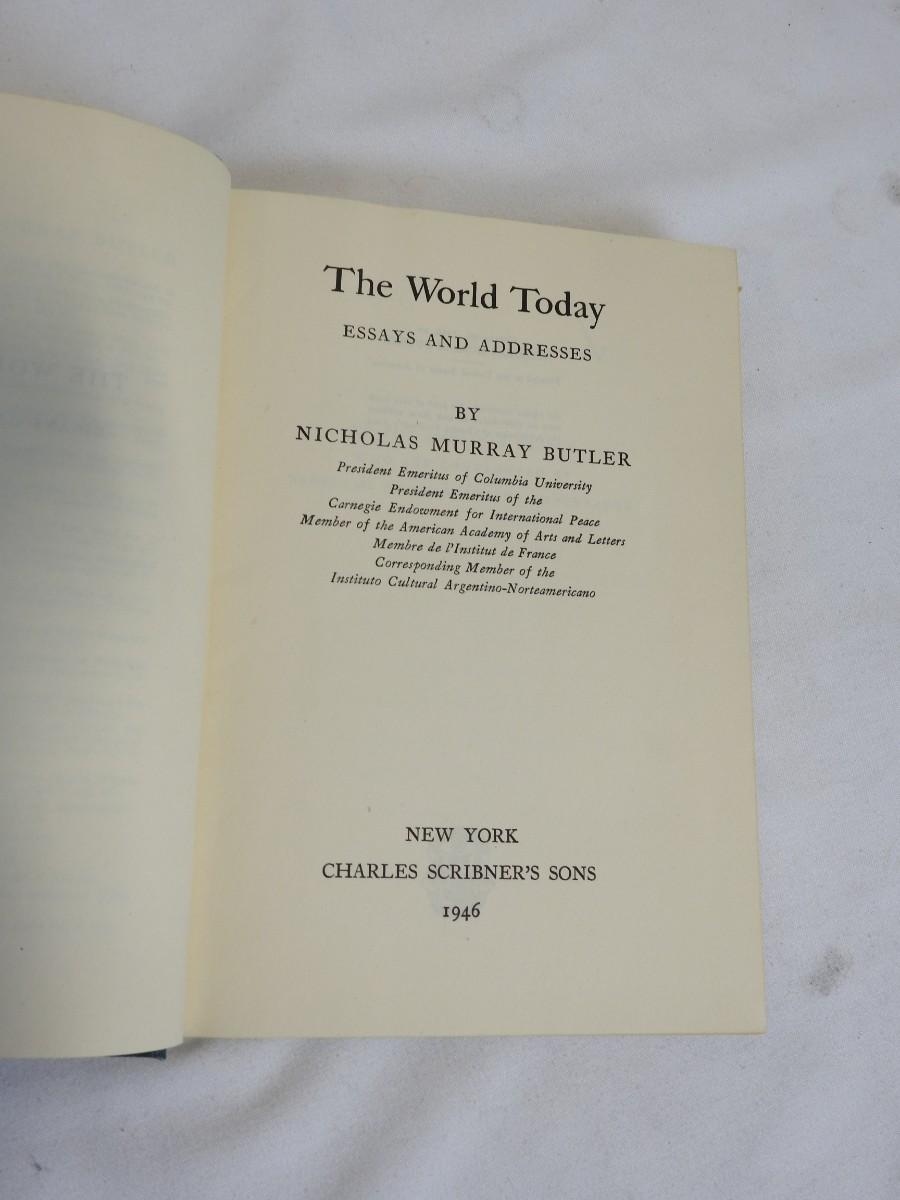 The World Today
ESSAYS AND ADDRESSES
BY
NICHOLAS MURRAY BUTLER
President Emeritus of Columbia University
President Emeritus of the
Carnegie Endowment for International Peace
Member of the American Academy of Arts and Letters
Membre de l'Institut de France
Corresponding Member of the
Instituto Cultural Argentino-Norteamericano
NEW YORK
CHARLES SCRIBNER'S SONS
1946